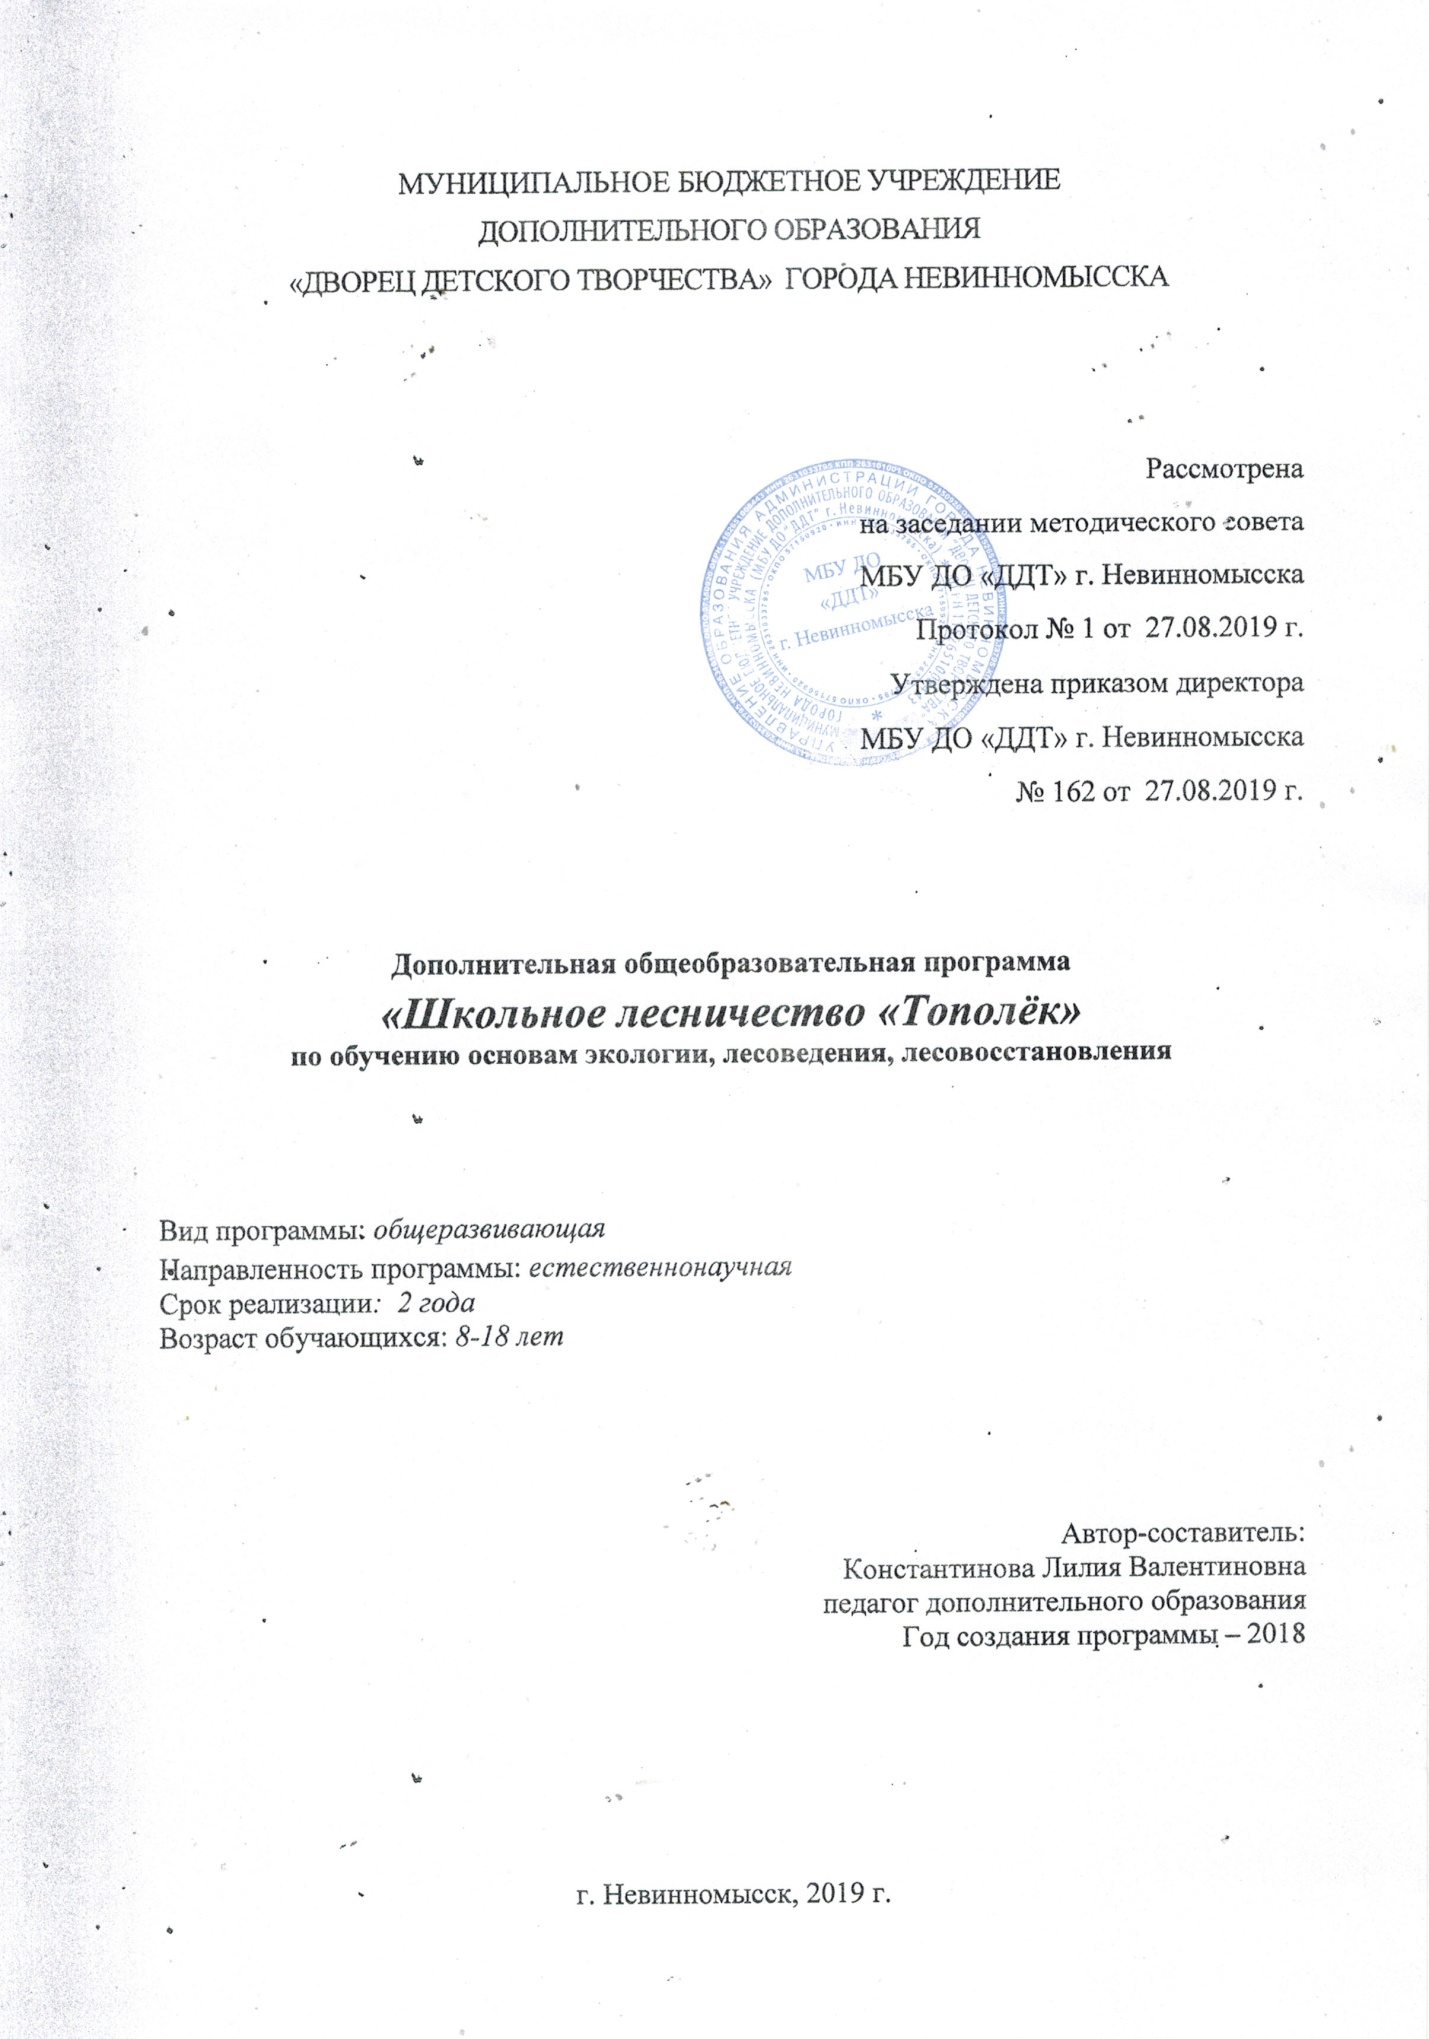 МУНИЦИПАЛЬНОЕ БЮДЖЕТНОЕ УЧРЕЖДЕНИЕ
ДОПОЛНИТЕЛЬНОГО ОБРАЗОВАНИЯ
«ДВОРЕЦ ДЕТСКОГО ТВОРЧЕСТВА» ГОРОДА НЕВИННОМЫССКА
Рассмотрена
на заседании методического совета
МБУ ДО «ДДТ» г. Невинномысска
Протокол № 1 от 27.08.2019 г.
Утверждена приказом директора
МБУ ДО «ДДТ» г. Невинномысска
№ 162 от 27.08.2019 г.
МБУ ДО
«ДДТ»
г. Невинномысска
Дополнительная общеобразовательная программа
«Школьное лесничество «Тополёк»
по обучению основам экологии, лесоведения, лесовосстановления
Вид программы: общеразвивающая
Направленность программы: естественнонаучная
Срок реализации: 2 года
Возраст обучающихся: 8-18 лет
Автор-составитель:
Константинова Лилия Валентиновна
педагог дополнительного образования
Год создания программы – 2018
г. Невинномысск, 2019 г.